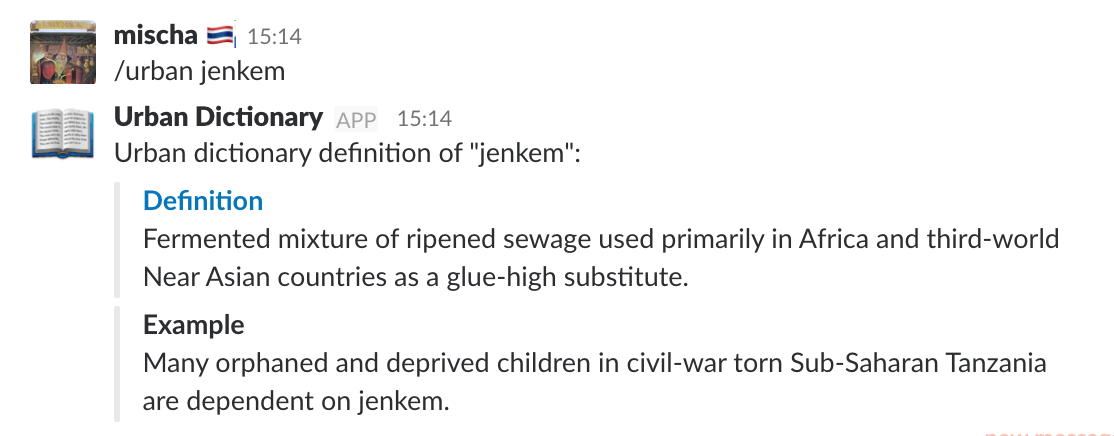 mischa 🇹🇭 15:14
/urban jenkem
Urban Dictionary APP 15:14
Urban dictionary definition of "jenkem":
Definition
Fermented mixture of ripened sewage used primarily in Africa and third-world
Near Asian countries as a glue-high substitute.
Example
Many orphaned and deprived children in civil-war torn Sub-Saharan Tanzania
are dependent on jenkem.